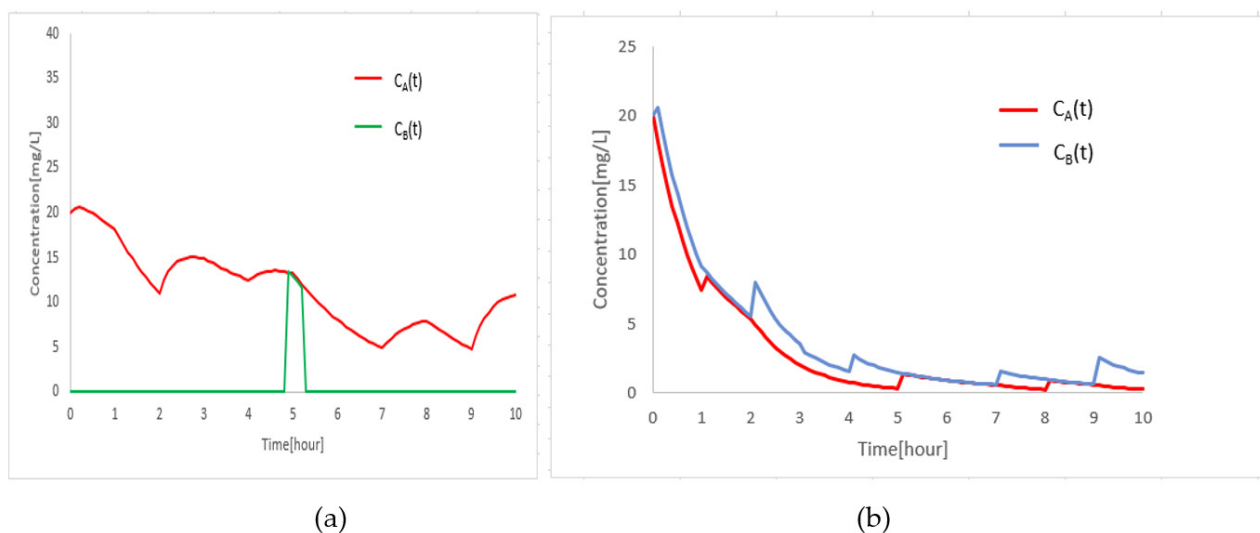 40
35
30
25
20
15
10
5
0
Concentration[mg/L]
C_A(t)
C_B(t)
0 1 2 3 4 5 6 7 8 9 10
Time[hour]
(a)
25
20
15
10
5
0
Concentration[mg/L]
C_A(t)
C_B(t)
0 1 2 3 4 5 6 7 8 9 10
Time[hour]
(b)